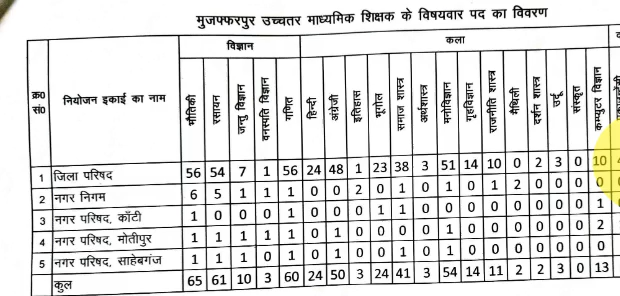 मुजफ्फरपुर उच्चतर माध्यमिक शिक्षक के विषयवार पद का विवरण
क्र0 सं0 नियोजन इकाई का नाम विज्ञान कला
भौतिकी रसायन जन्तु विज्ञान वनस्पति विज्ञान गणित हिन्दी अंग्रेजी इतिहास भूगोल समाज शास्त्र अर्थशास्त्र मनोविज्ञान गृहविज्ञान राजनीति शास्त्र मैथिली दर्शन शास्त्र उर्दू संस्कृत कम्प्युटर विज्ञान
1 जिला परिषद 56 54 7 1 56 24 48 1 23 38 3 51 14 10 0 2 3 0 10
2 नगर निगम 6 5 1 1 1 0 0 2 0 1 0 1 0 1 2 0 0 0 0
3 नगर परिषद, काँटी 1 0 0 0 1 0 0 0 1 1 0 0 0 0 0 0 0 0 1
4 नगर परिषद, मोतीपुर 1 1 1 1 1 0 1 0 0 0 0 1 0 0 0 0 0 0 2
5 नगर परिषद, साहेबगंज 1 1 1 0 1 0 1 0 0 1 0 1 0 0 0 0 0 0 0
कुल 65 61 10 3 60 24 50 3 24 41 3 54 14 11 2 2 3 0 13